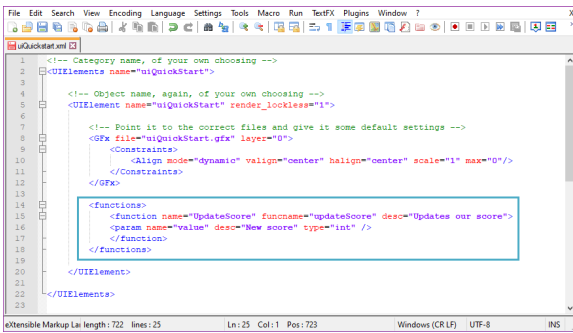 File Edit Search View Encoding Language Settings Tools Macro Run TextFX Plugins Window ? X
uiQuickstart.xml
1 <!-- Category name, of your own choosing -->
2 <UIElements name="uiQuickStart">
3
4 <!-- Object name, again, of your own choosing -->
5 <UIElement name="uiQuickStart" render_lockless="1">
6
7 <!-- Point it to the correct files and give it some default settings -->
8 <GFx file="uiQuickStart.gfx" layer="0">
9 <Constraints>
10 <Align mode="dynamic" valign="center" halign="center" scale="1" max="0"/>
11 </Constraints>
12 </GFx>
13
14 <functions>
15 <function name="UpdateScore" funcname="updateScore" desc="Updates our score">
16 <param name="value" desc="New score" type="int" />
17 </function>
18 </functions>
19
20 </UIElement>
21
22 </UIElements>
23
eXtensible Markup Lar length : 722 lines : 25 Ln : 25 Col : 1 Pos : 723 Windows (CR LF) UTF-8 INS